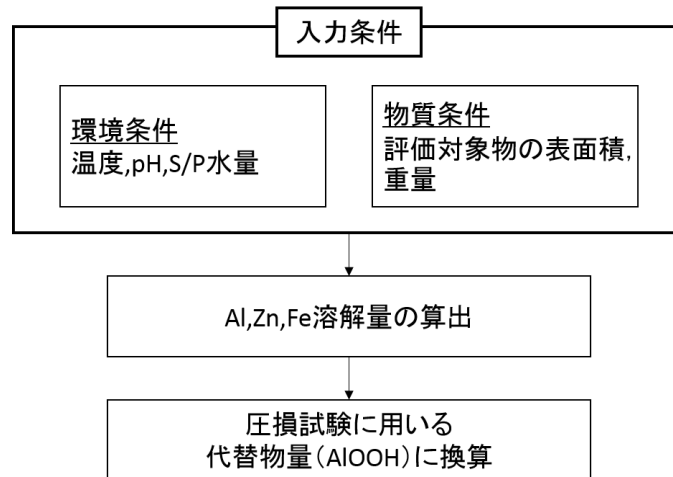 入力条件
環境条件
温度,pH,S/P水量
物質条件
評価対象物の表面積,
重量
Al,Zn,Fe溶解量の算出
圧損試験に用いる
代替物量(AlOOH)に換算